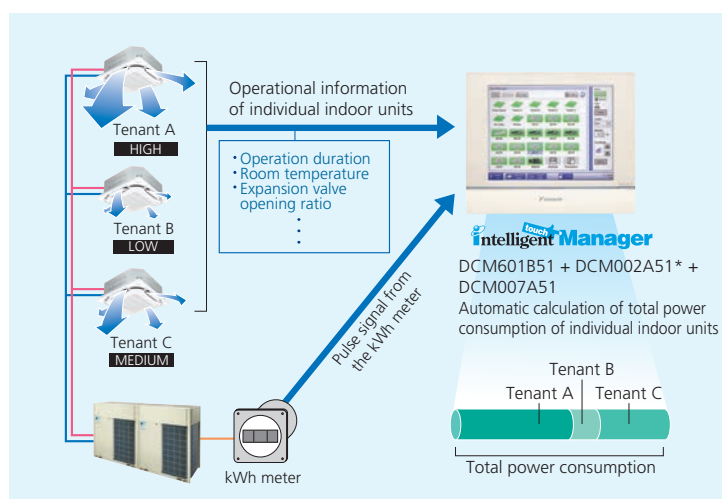 Tenant A
HIGH
Tenant B
LOW
Tenant C
MEDIUM
Operational information
of individual indoor units
・Operation duration
・Room temperature
・Expansion valve
opening ratio
Pulse signal from
the kWh meter
kWh meter
intelligent touch Manager
DCM601B51 + DCM002A51* +
DCM007A51
Automatic calculation of total power
consumption of individual indoor units
Tenant B
Tenant A
Tenant C
Total power consumption